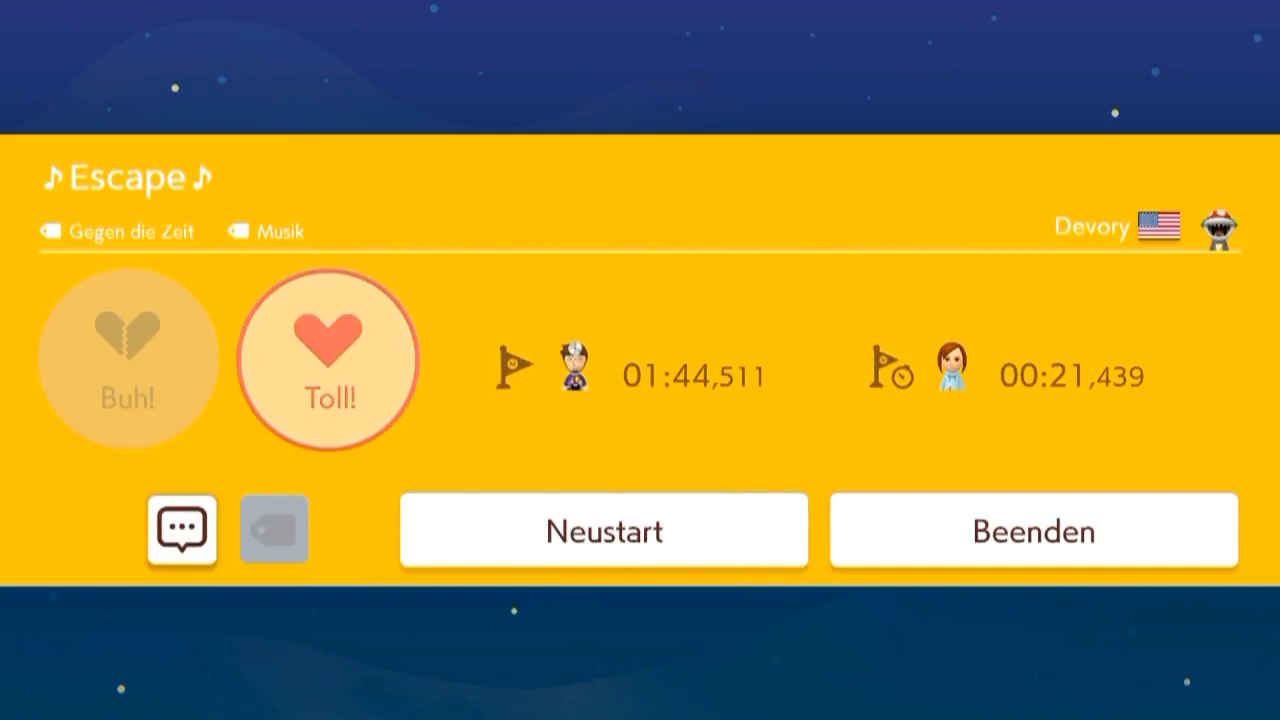 ♪Escape♪
Gegen die Zeit Musik
Devory
Buh!
Toll!
01:44,511
00:21,439
Neustart
Beenden